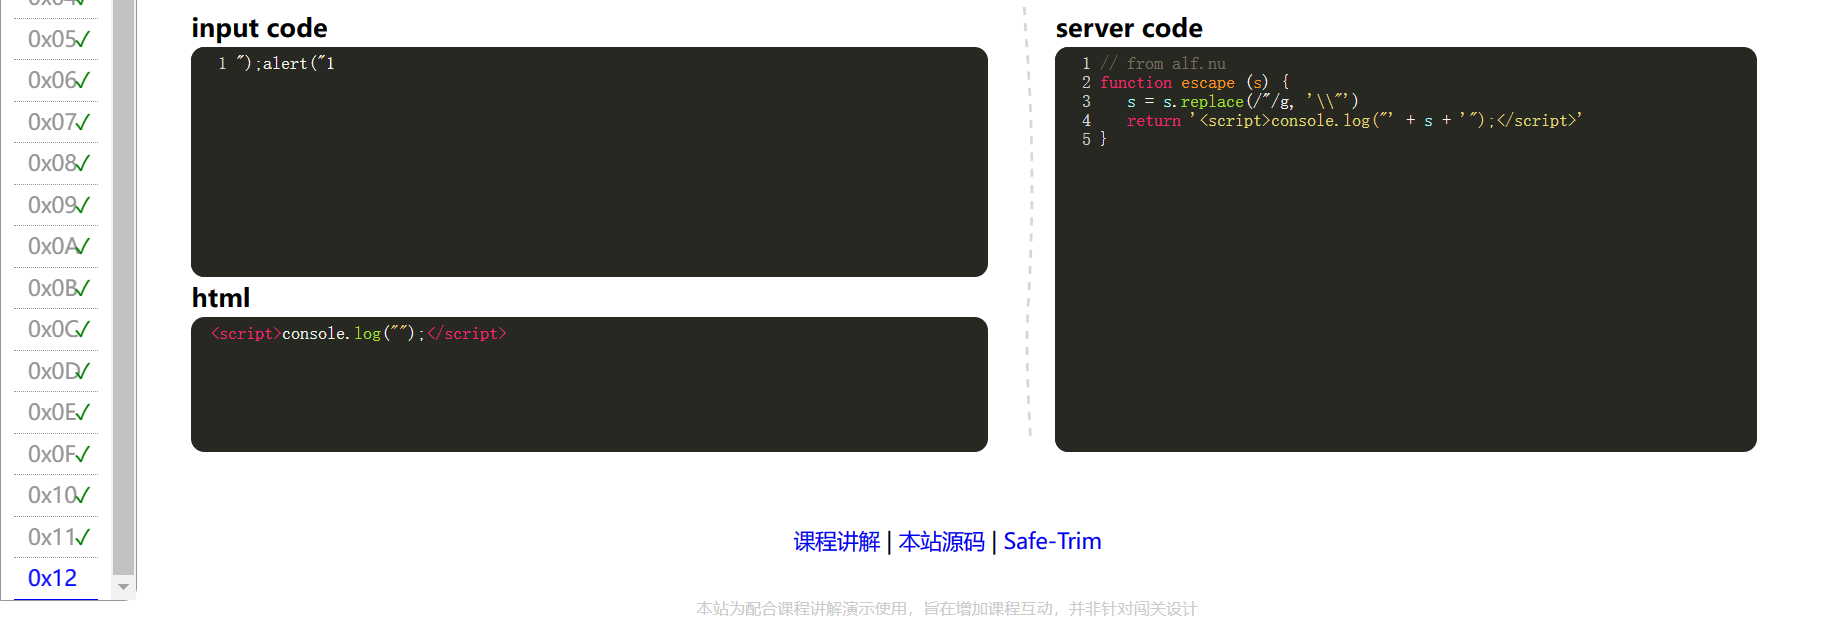 0x04✓
0x05✓
0x06✓
0x07✓
0x08✓
0x09✓
0x0A✓
0x0B✓
0x0C✓
0x0D✓
0x0E✓
0x0F✓
0x10✓
0x11✓
0x12
input code
1 ");alert("1
html
<script>console.log("");</script>
server code
1 // from alf.nu
2 function escape (s) {
3 s = s.replace(/"/g, '\\"')
4 return '<script>console.log("' + s + '");</script>'
5 }
课程讲解 | 本站源码 | Safe-Trim
本站为配合课程讲解演示使用，旨在增加课程互动，并非针对闯关设计